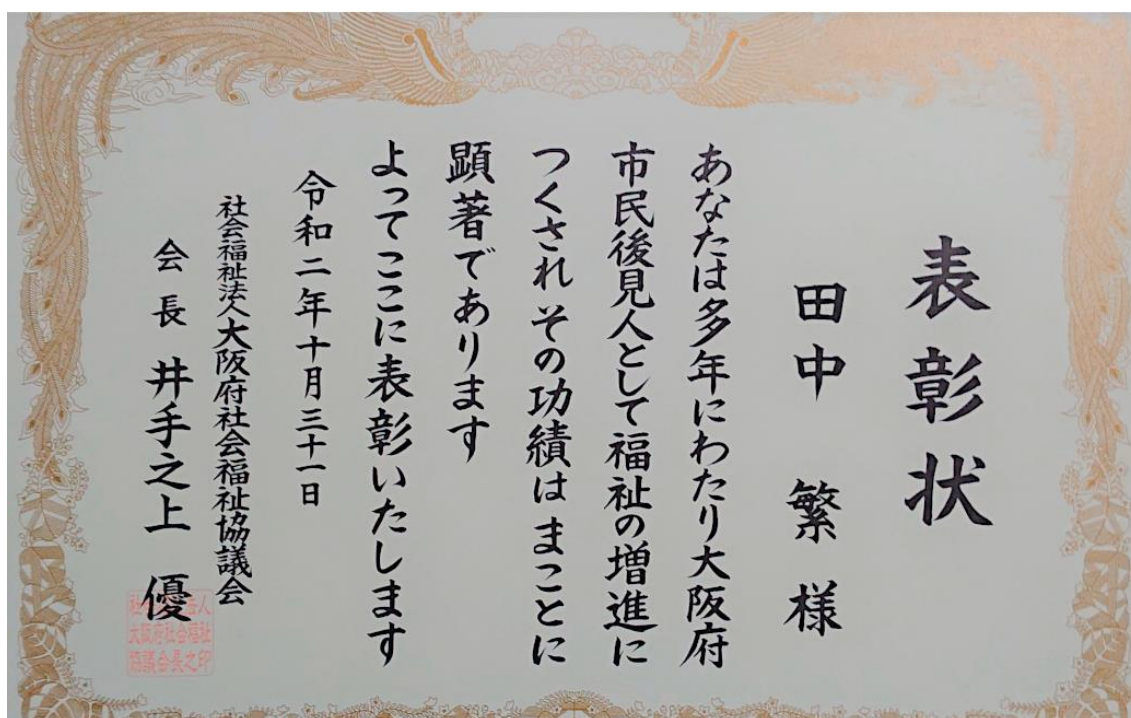 表彰状
田中 繁 様
あなたは多年にわたり大阪府
市民後見人として福祉の増進に
つくされ その功績は まことに
顕著であります
よってここに表彰いたします
令和二年十月三十一日
社会福祉法人大阪府社会福祉協議会
会長 井手之上 優
大阪府社会福祉
協議会長之印